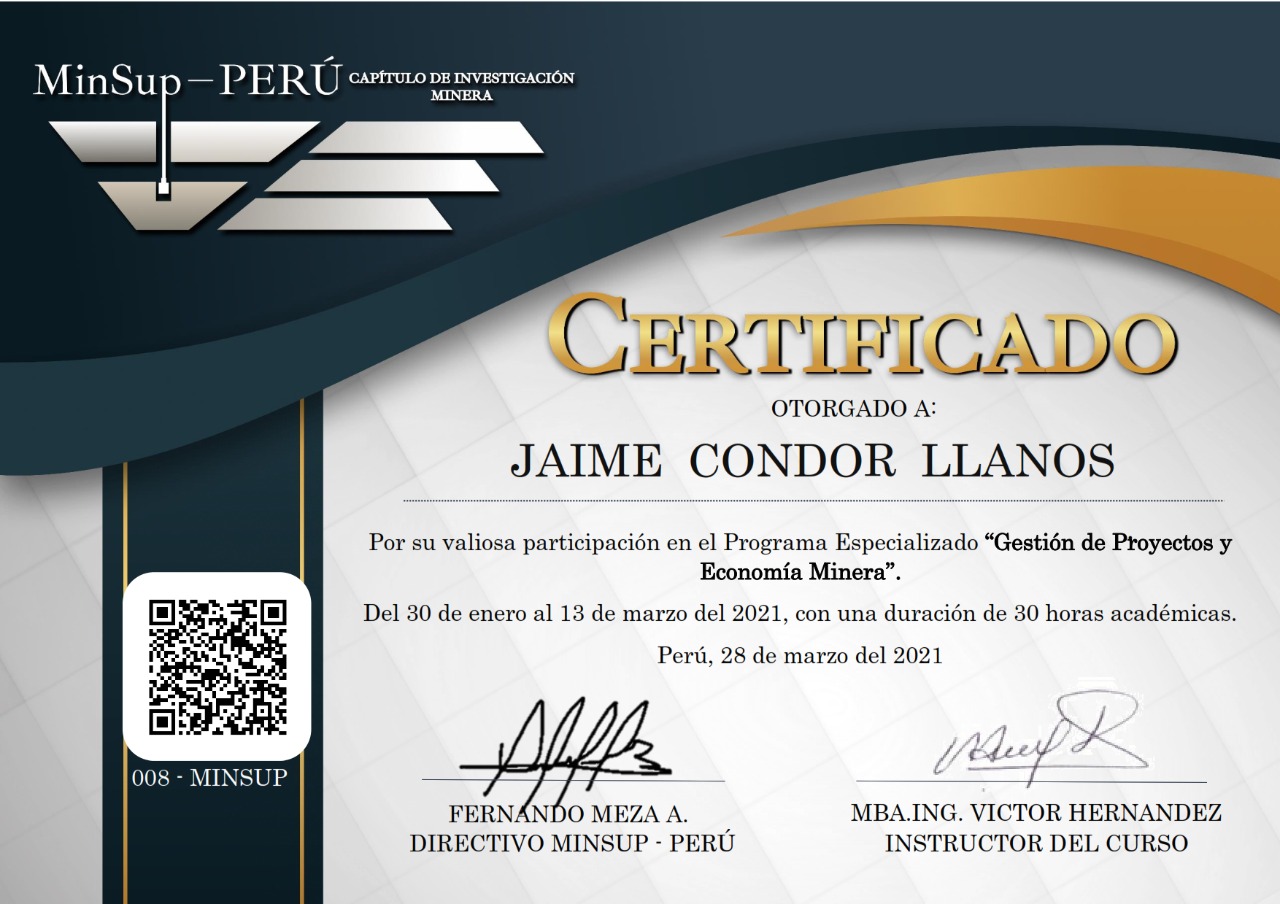 MinSup – PERÚ CAPÍTULO DE INVESTIGACIÓN
MINERA
CERTIFICADO
OTORGADO A:
JAIME CONDOR LLANOS
Por su valiosa participación en el Programa Especializado “Gestión de Proyectos y
Economía Minera”.
Del 30 de enero al 13 de marzo del 2021, con una duración de 30 horas académicas.
Perú, 28 de marzo del 2021
008 - MINSUP
FERNANDO MEZA A.
DIRECTIVO MINSUP - PERÚ
MBA.ING. VICTOR HERNANDEZ
INSTRUCTOR DEL CURSO